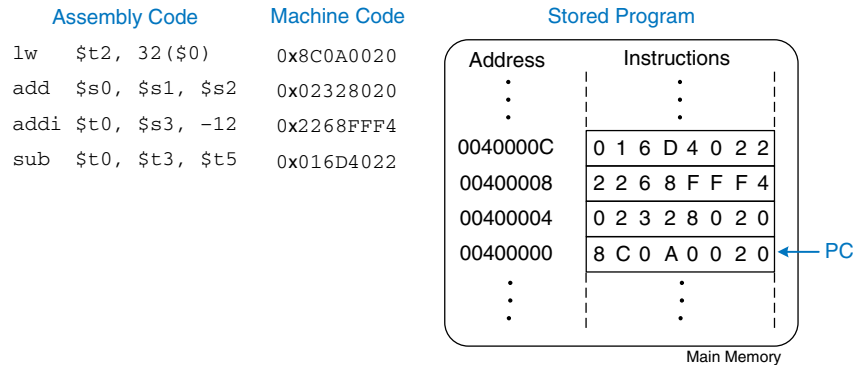 Assembly Code Machine Code Stored Program
lw $t2, 32($0) 0x8C0A0020
add $s0, $s1, $s2 0x02328020
addi $t0, $s3, –12 0x2268FFF4
sub $t0, $t3, $t5 0x016D4022
Address Instructions
0040000C 0 1 6 D 4 0 2 2
00400008 2 2 6 8 F F F 4
00400004 0 2 3 2 8 0 2 0
00400000 8 C 0 A 0 0 2 0 PC
Main Memory